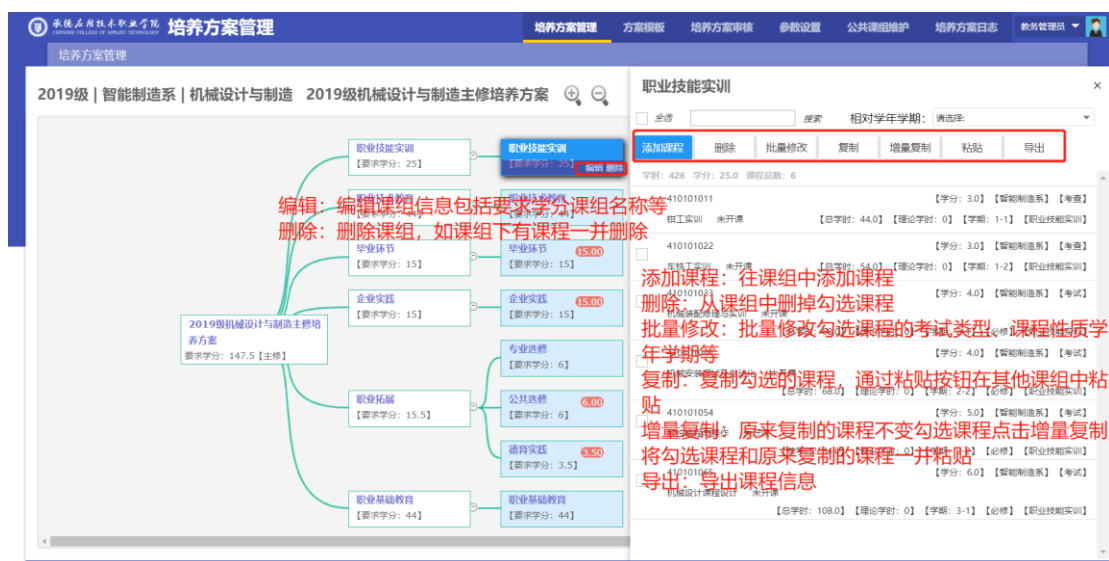 承德应用技术职业学院 培养方案管理
CHENGDE COLLEGE OF APPLIED TECHNOLOGY
培养方案管理 方案模板 培养方案审核 参数设置 公共课组维护 培养方案日志 教务管理员
培养方案管理
2019级 | 智能制造系 | 机械设计与制造 2019级机械设计与制造主修培养方案
2019级机械设计与制造主修培
养方案
要求学分: 147.5【主修】
职业技能实训
【要求学分: 25】
职业技能实训
【要求学分: 25】
编辑 删除
职业技术教育
【要求学分: 44】
职业技术教育
【要求学分: 44】
编辑：编辑课组信息包括要求学分课组名称等
删除：删除课组，如课组下有课程一并删除
毕业环节
【要求学分: 15】
毕业环节 15.00
【要求学分: 15】
企业实践
【要求学分: 15】
企业实践 15.00
【要求学分: 15】
职业拓展
【要求学分: 15.5】
专业选修
【要求学分: 6】
公共选修 6.00
【要求学分: 6】
德育实践 3.50
【要求学分: 3.5】
职业基础教育
【要求学分: 44】
职业基础教育
【要求学分: 44】
职业技能实训 ×
全选 搜索 相对学年学期: 请选择:
添加课程 删除 批量修改 复制 增量复制 粘贴 导出
学时: 426 学分: 25.0 课程总数: 6
410101011 【学分: 3.0】【智能制造系】【考查】
钳工实训 未开课 【总学时: 44.0】【理论学时: 0】【学期: 1-1】【职业技能实训】
410101022 【学分: 3.0】【智能制造系】【考查】
车铣工实训 未开课 【总学时: 54.0】【理论学时: 0】【学期: 1-2】【职业技能实训】
添加课程：往课组中添加课程
410101033 【学分: 4.0】【智能制造系】【考试】
删除：从课组中删掉勾选课程
机械装配修理与实训 未开课
批量修改：批量修改勾选课程的考试类型，课程性质学
年学期等
【学分: 4.0】【智能制造系】【考试】
【总学时: 68.0】【理论学时: 0】【学期: 2-2】【必修】【职业技能实训】
复制：复制勾选的课程，通过粘贴按钮在其他课组中粘
贴
410101054 【学分: 5.0】【智能制造系】【考试】
增量复制：原来复制的课程不变勾选课程点击增量复制
将勾选课程和原来复制的课程一并粘贴
410101065 【学分: 6.0】【智能制造系】【考试】
导出：导出课程信息
机械设计课程设计 未开课
【总学时: 108.0】【理论学时: 0】【学期: 3-1】【必修】【职业技能实训】